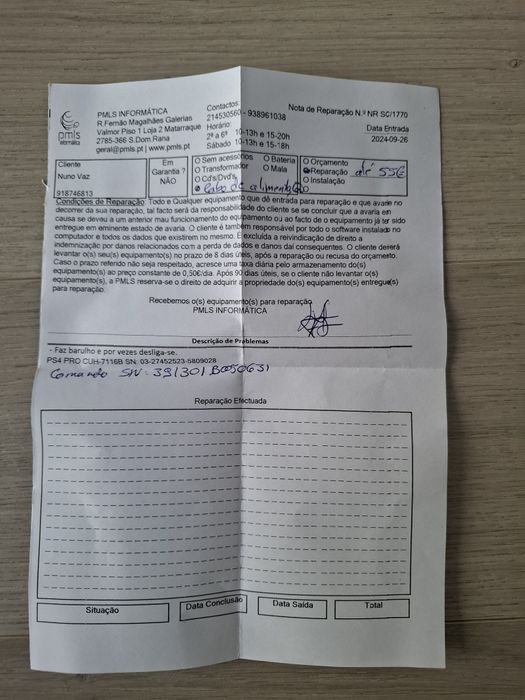 pmls
informática
PMLS INFORMÁTICA
R.Fernão Magalhães Galerias
Valmor Piso 1 Loja 2 Matarraque
2785-366 S.Dom.Rana
geral@pmls.pt | www.pmls.pt
Contactos:
214530560 - 938961038
Horário:
2ª a 6ª 10-13h e 15-20h
Sábado 10-13h e 15-18h
Nota de Reparação N.º NR SC/1770
Data Entrada
2024-09-26
Cliente
Nuno Vaz
918746813
Em
Garantia ?
NÃO
O Sem acessórios O Bateria
O Transformador O Mala
O Cd's/Dvd's
Cabo de alimentação
O Orçamento
Reparação até 55€
O Instalação
Condições de Reparação: Todo e Qualquer equipamento que dê entrada para reparação e que avarie no
decorrer da sua reparação, tal facto será da responsabilidade do cliente se se concluir que a avaria em
causa se deveu a um anterior mau funcionamento do equipamento ou ao facto de o equipamento já ter sido
entregue em eminente estado de avaria. O cliente é também responsável por todo o software instalado no
computador e todos os dados que existirem no mesmo. É excluída a reivindicação de direito a
indemnização por danos relacionados com a perda de dados e danos daí consequentes. O cliente deverá
levantar o(s) seu(s) equipamento(s) no prazo de 8 dias úteis, após a reparação ou recusa do orçamento.
Caso o prazo referido não seja respeitado, acresce uma taxa diária pelo armazenamento do(s)
equipamento(s) ao preço constante de 0,50€/dia. Após 90 dias úteis, se o cliente não levantar o(s)
equipamento(s), a PMLS reserva-se o direito de adquirir a propriedade do(s) equipamento(s) entregue(s)
para reparação.
Recebemos o(s) equipamento(s) para reparação
PMLS INFORMÁTICA
Descrição de Problemas
- Faz barulho e por vezes desliga-se.
PS4 PRO CUH-7116B SN: 03-27452523-5809028
Comando S/N: 391301B050631
Reparação Efectuada
Situação
Data Conclusão
Data Saída
Total